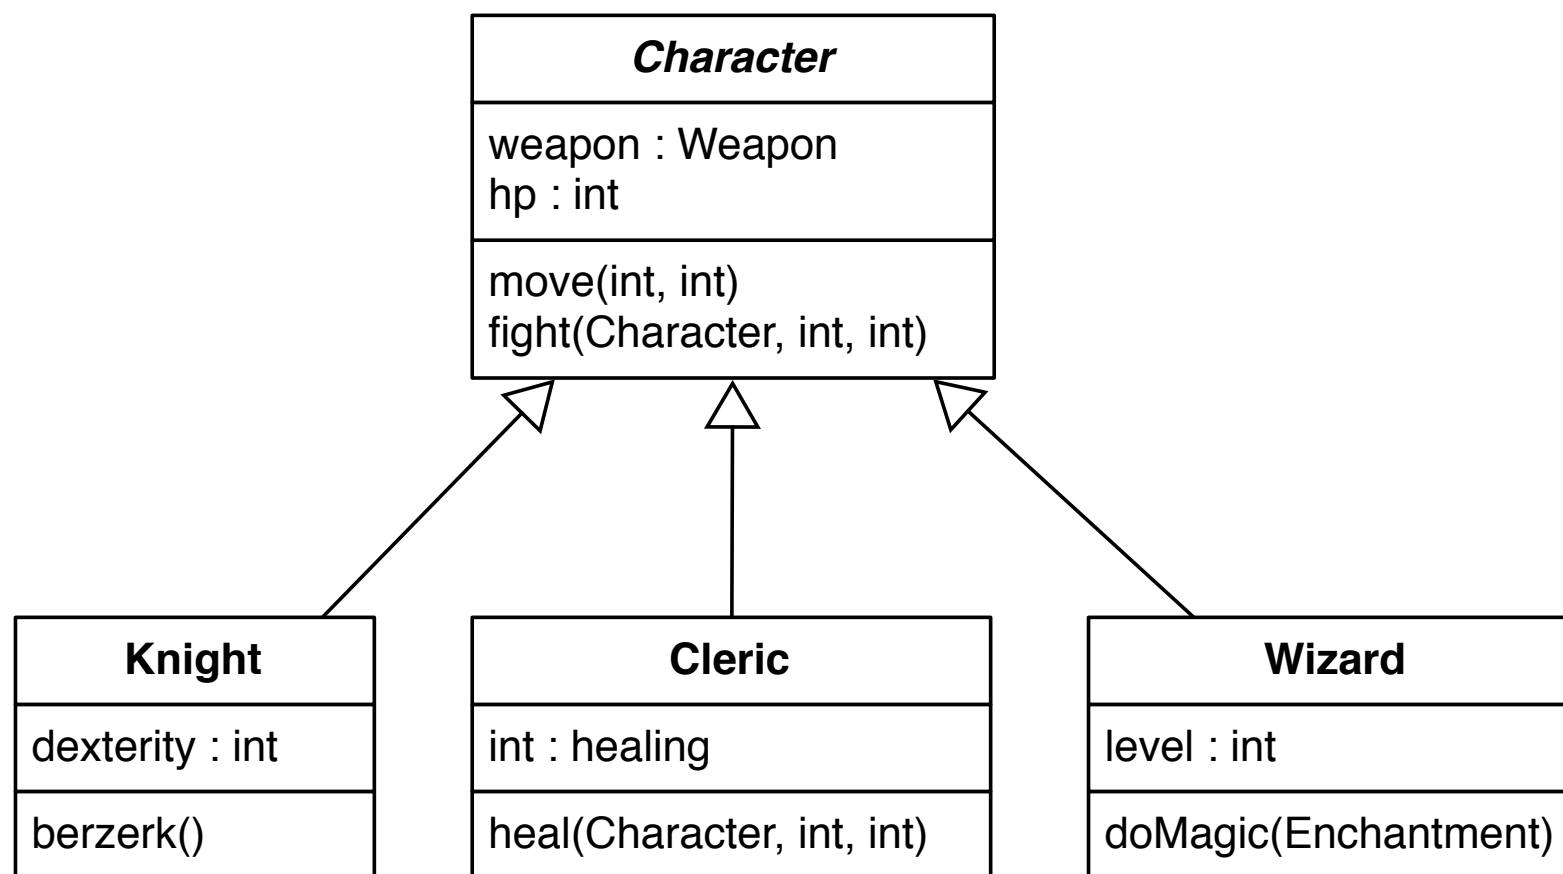 Character
weapon : Weapon
hp : int
move(int, int)
fight(Character, int, int)
Knight
dexterity : int
berzerk()
Cleric
int : healing
heal(Character, int, int)
Wizard
level : int
doMagic(Enchantment)